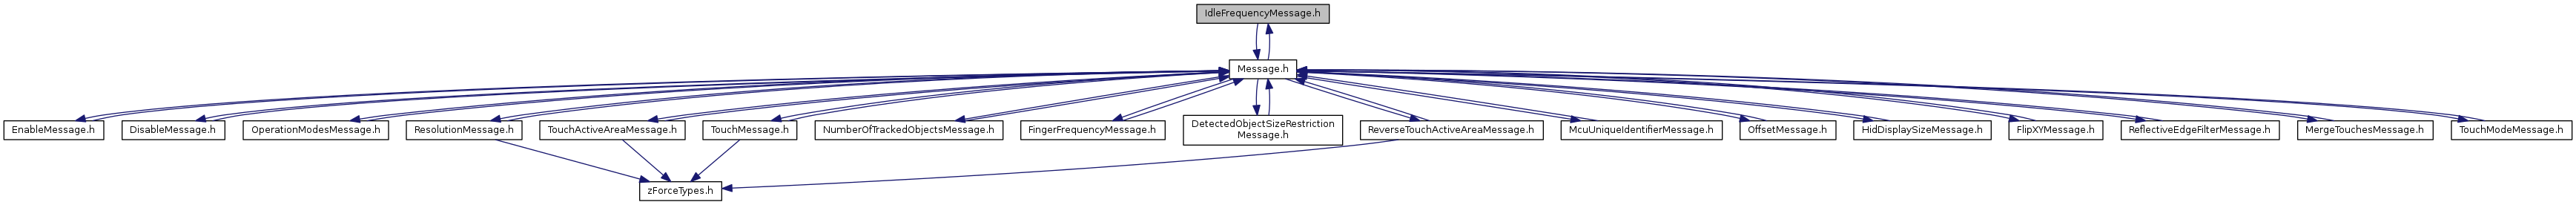 IdleFrequencyMessage.h
Message.h
EnableMessage.h
DisableMessage.h
OperationModesMessage.h
ResolutionMessage.h
TouchActiveAreaMessage.h
TouchMessage.h
NumberOfTrackedObjectsMessage.h
FingerFrequencyMessage.h
DetectedObjectSizeRestriction
Message.h
ReverseTouchActiveAreaMessage.h
McuUniqueIdentifierMessage.h
OffsetMessage.h
HidDisplaySizeMessage.h
FlipXYMessage.h
ReflectiveEdgeFilterMessage.h
MergeTouchesMessage.h
TouchModeMessage.h
zForceTypes.h